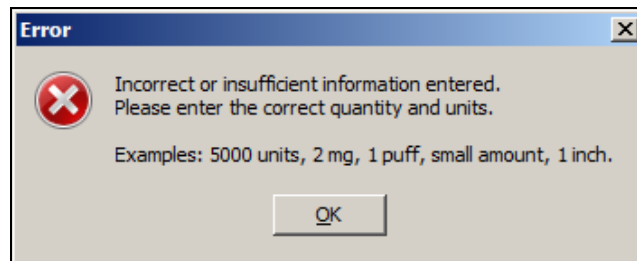 Error
Incorrect or insufficient information entered.
Please enter the correct quantity and units.
Examples: 5000 units, 2 mg, 1 puff, small amount, 1 inch.
OK